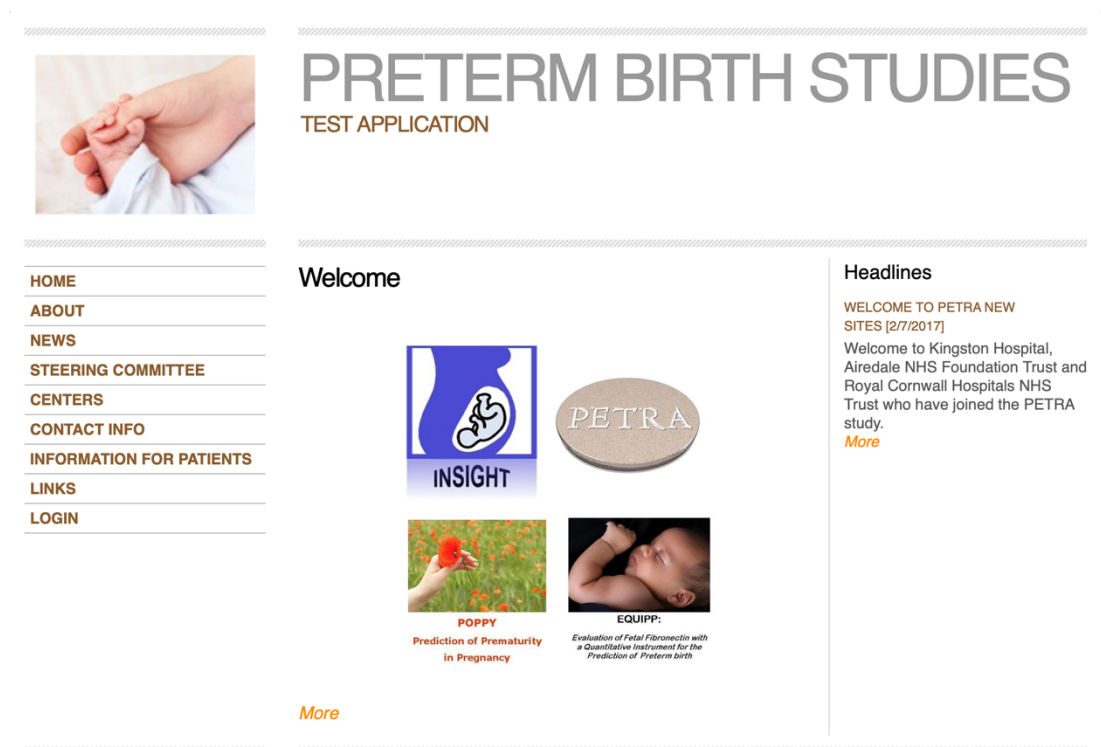 PRETERM BIRTH STUDIES
TEST APPLICATION
HOME
ABOUT
NEWS
STEERING COMMITTEE
CENTERS
CONTACT INFO
INFORMATION FOR PATIENTS
LINKS
LOGIN
Welcome
INSIGHT
PETRA
POPPY
Prediction of Prematurity
in Pregnancy
EQUIPP:
Evaluation of Fetal Fibronectin with
a Quantitative Instrument for the
Prediction of Preterm birth
More
Headlines
WELCOME TO PETRA NEW
SITES [2/7/2017]
Welcome to Kingston Hospital,
Airedale NHS Foundation Trust and
Royal Cornwall Hospitals NHS
Trust who have joined the PETRA
study.
More